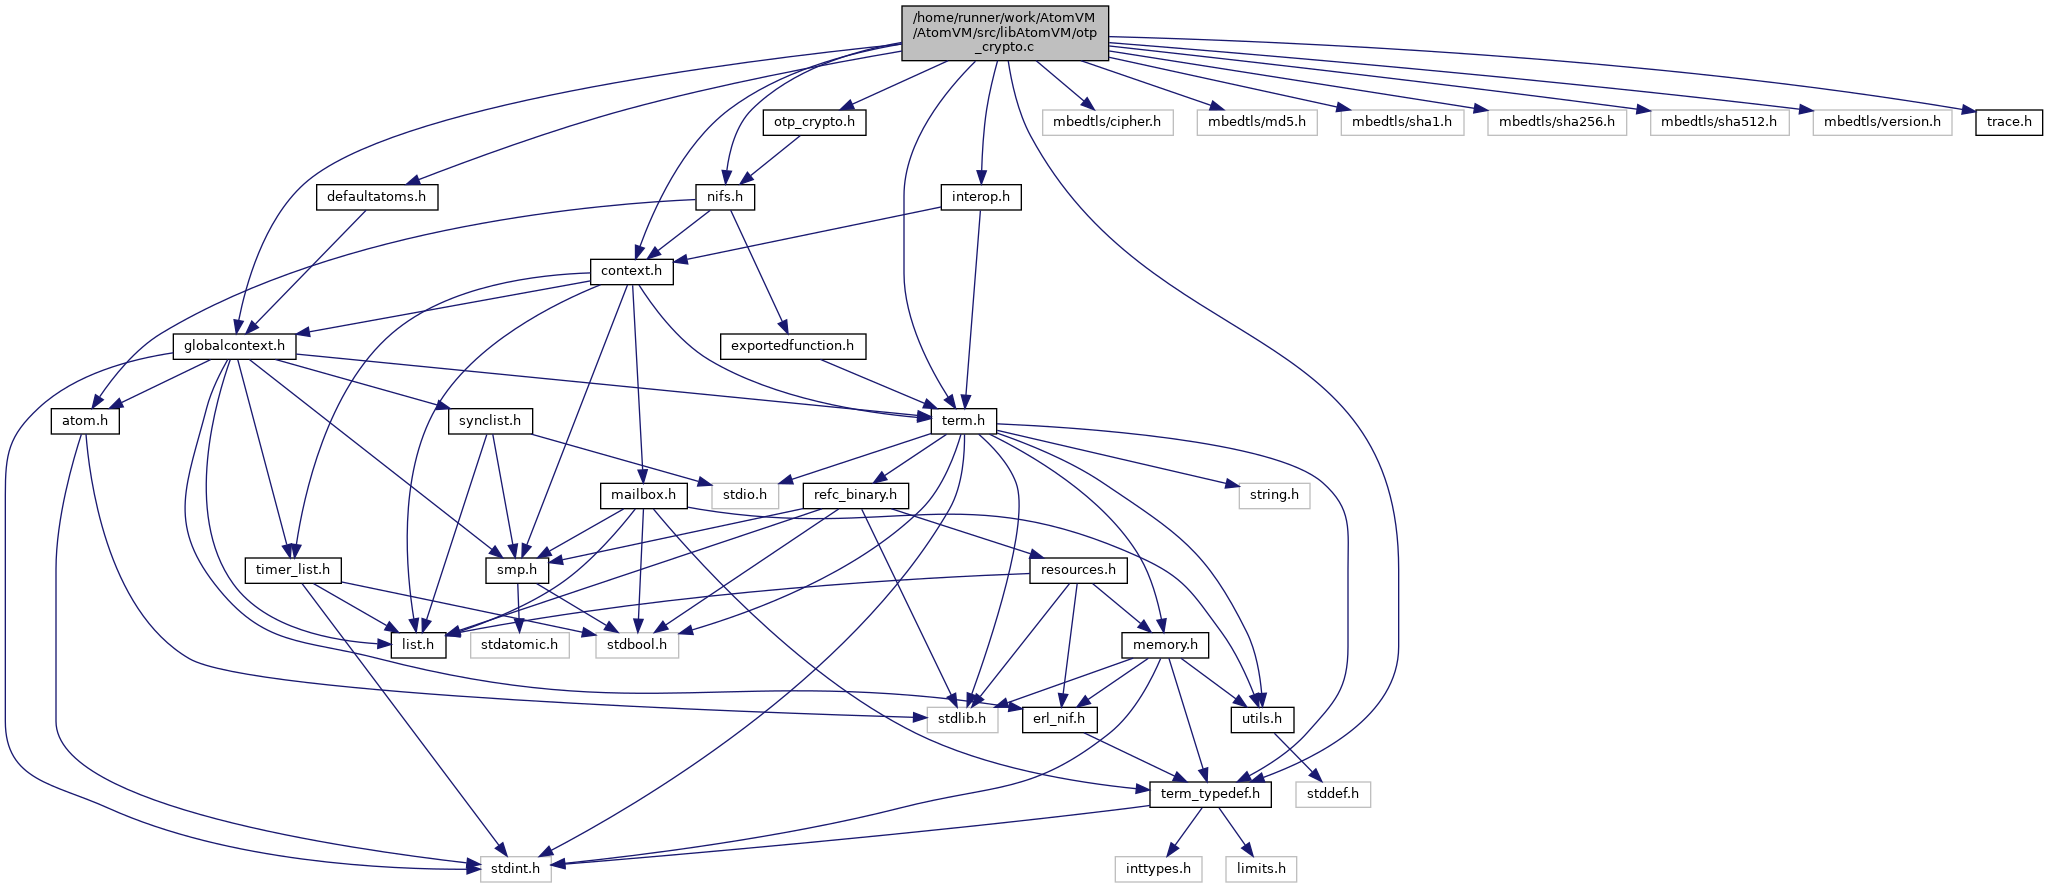 /home/runner/work/AtomVM
/AtomVM/src/libAtomVM/otp
_crypto.c
otp_crypto.h
mbedtls/cipher.h
mbedtls/md5.h
mbedtls/sha1.h
mbedtls/sha256.h
mbedtls/sha512.h
mbedtls/version.h
trace.h
defaultatoms.h
nifs.h
interop.h
context.h
globalcontext.h
exportedfunction.h
atom.h
synclist.h
term.h
mailbox.h
stdio.h
refc_binary.h
string.h
timer_list.h
smp.h
resources.h
list.h
stdatomic.h
stdbool.h
memory.h
stdlib.h
erl_nif.h
utils.h
term_typedef.h
stddef.h
stdint.h
inttypes.h
limits.h